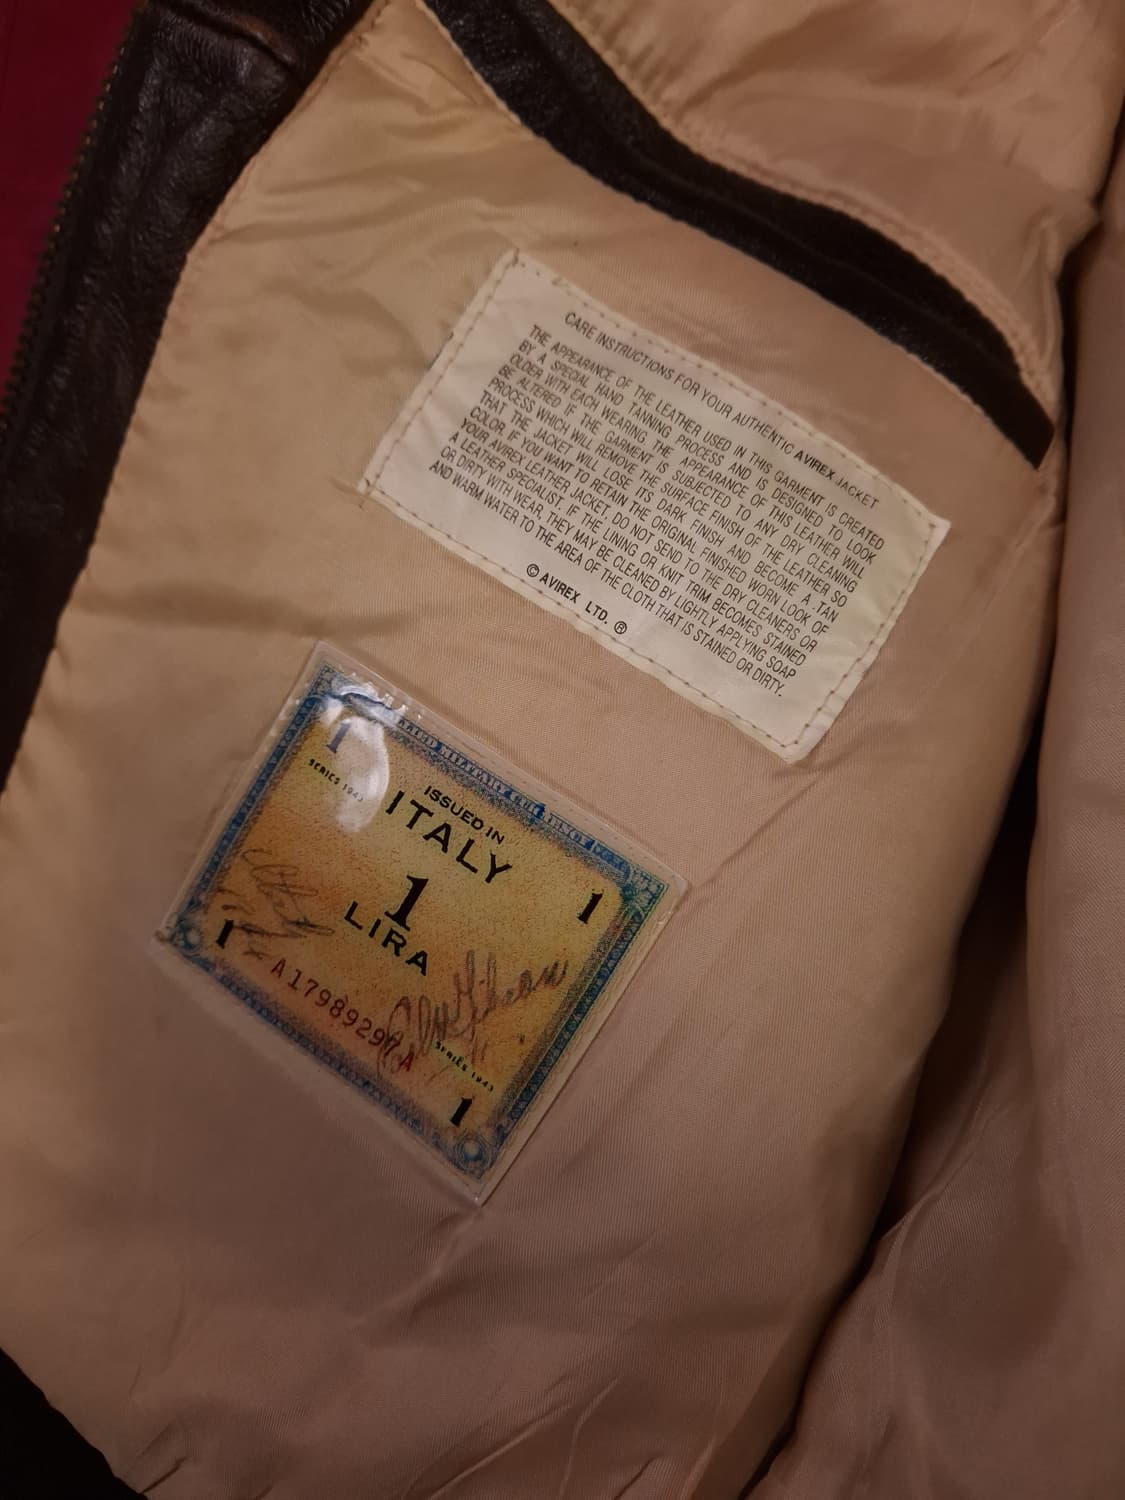 CARE INSTRUCTIONS FOR YOUR AUTHENTIC AVIREX JACKET
THE APPEARANCE OF THE LEATHER USED IN THIS GARMENT IS CREATED
BY A SPECIAL HAND TANNING PROCESS AND IS DESIGNED TO LOOK
OLDER WITH EACH WEARING. THE APPEARANCE OF THIS LEATHER WILL
BE ALTERED IF THE GARMENT IS SUBJECTED TO ANY DRY CLEANING
PROCESS WHICH WILL REMOVE THE SURFACE FINISH OF THE LEATHER SO
THAT THE JACKET WILL LOSE ITS DARK FINISH AND BECOME A TAN
COLOR. IF YOU WANT TO RETAIN THE ORIGINAL FINISHED WORN LOOK OF
YOUR AVIREX LEATHER JACKET, DO NOT SEND TO THE DRY CLEANERS OR
A LEATHER SPECIALIST. IF THE LINING OR KNIT TRIM BECOMES STAINED
OR DIRTY WITH WEAR, THEY MAY BE CLEANED BY LIGHTLY APPLYING SOAP
AND WARM WATER TO THE AREA OF THE CLOTH THAT IS STAINED OR DIRTY.
© AVIREX LTD. ®
ALLIED MILITARY CURRENCY
1
SERIES 1943
ISSUED IN
ITALY
1
LIRA
1
1
A17989297A
SERIES 1943
1